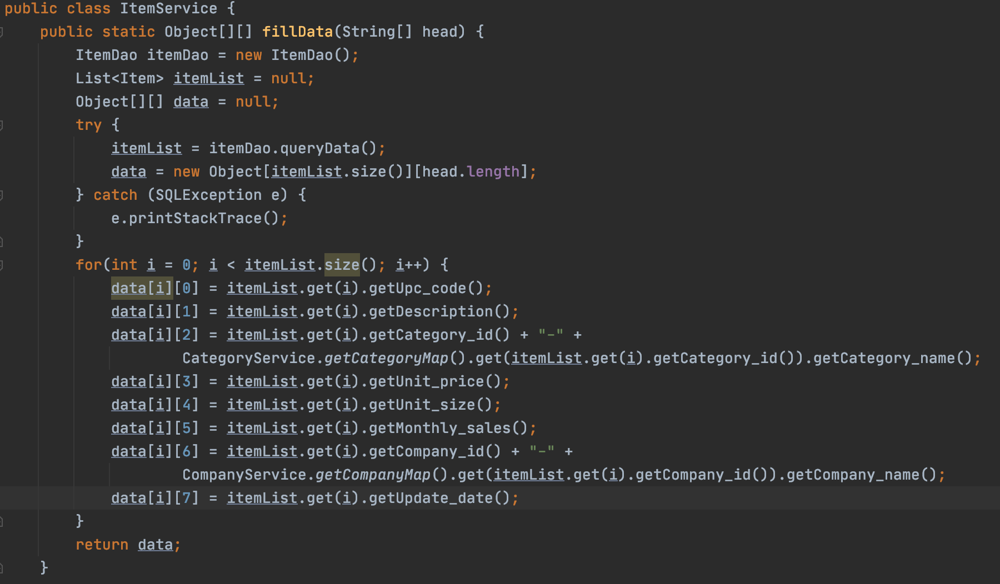 public class ItemService {
    public static Object[][] fillData(String[] head) {
        ItemDao itemDao = new ItemDao();
        List<Item> itemList = null;
        Object[][] data = null;
        try {
            itemList = itemDao.queryData();
            data = new Object[itemList.size()][head.length];
        } catch (SQLException e) {
            e.printStackTrace();
        }
        for(int i = 0; i < itemList.size(); i++) {
            data[i][0] = itemList.get(i).getUpc_code();
            data[i][1] = itemList.get(i).getDescription();
            data[i][2] = itemList.get(i).getCategory_id() + "-" +
                    CategoryService.getCategoryMap().get(itemList.get(i).getCategory_id()).getCategory_name();
            data[i][3] = itemList.get(i).getUnit_price();
            data[i][4] = itemList.get(i).getUnit_size();
            data[i][5] = itemList.get(i).getMonthly_sales();
            data[i][6] = itemList.get(i).getCompany_id() + "-" +
                    CompanyService.getCompanyMap().get(itemList.get(i).getCompany_id()).getCompany_name();
            data[i][7] = itemList.get(i).getUpdate_date();
        }
        return data;
    }